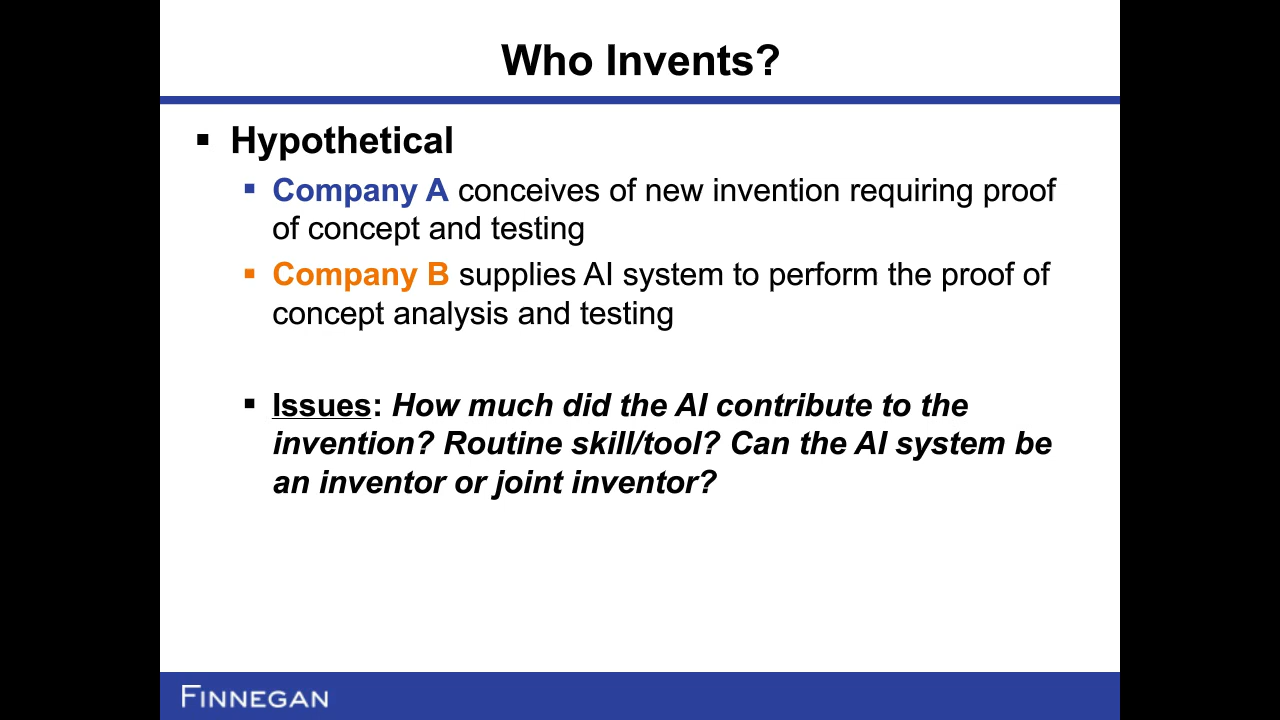 Who Invents?
▪ Hypothetical
▪ Company A conceives of new invention requiring proof
of concept and testing
▪ Company B supplies AI system to perform the proof of
concept analysis and testing
▪ Issues: How much did the AI contribute to the
invention? Routine skill/tool? Can the AI system be
an inventor or joint inventor?
FINNEGAN